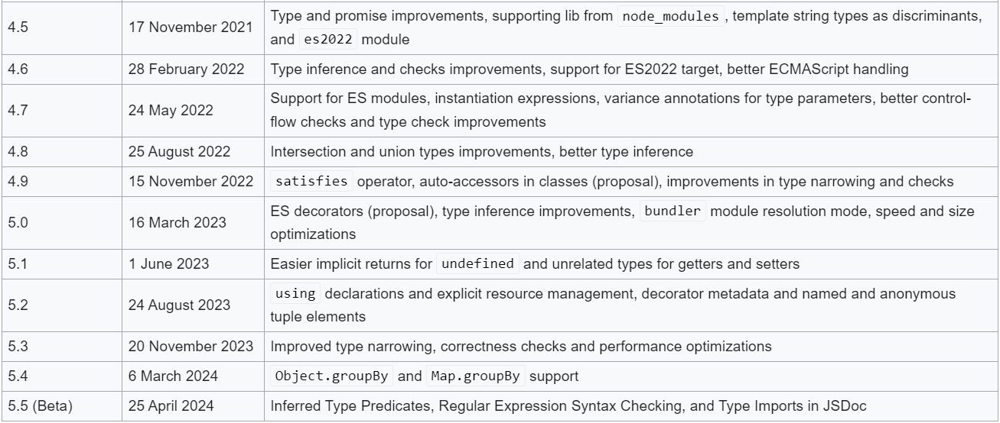 4.5 17 November 2021 Type and promise improvements, supporting lib from node_modules, template string types as discriminants,
and es2022 module
4.6 28 February 2022 Type inference and checks improvements, support for ES2022 target, better ECMAScript handling
4.7 24 May 2022 Support for ES modules, instantiation expressions, variance annotations for type parameters, better control-
flow checks and type check improvements
4.8 25 August 2022 Intersection and union types improvements, better type inference
4.9 15 November 2022 satisfies operator, auto-accessors in classes (proposal), improvements in type narrowing and checks
5.0 16 March 2023 ES decorators (proposal), type inference improvements, bundler module resolution mode, speed and size
optimizations
5.1 1 June 2023 Easier implicit returns for undefined and unrelated types for getters and setters
5.2 24 August 2023 using declarations and explicit resource management, decorator metadata and named and anonymous
tuple elements
5.3 20 November 2023 Improved type narrowing, correctness checks and performance optimizations
5.4 6 March 2024 Object.groupBy and Map.groupBy support
5.5 (Beta) 25 April 2024 Inferred Type Predicates, Regular Expression Syntax Checking, and Type Imports in JSDoc